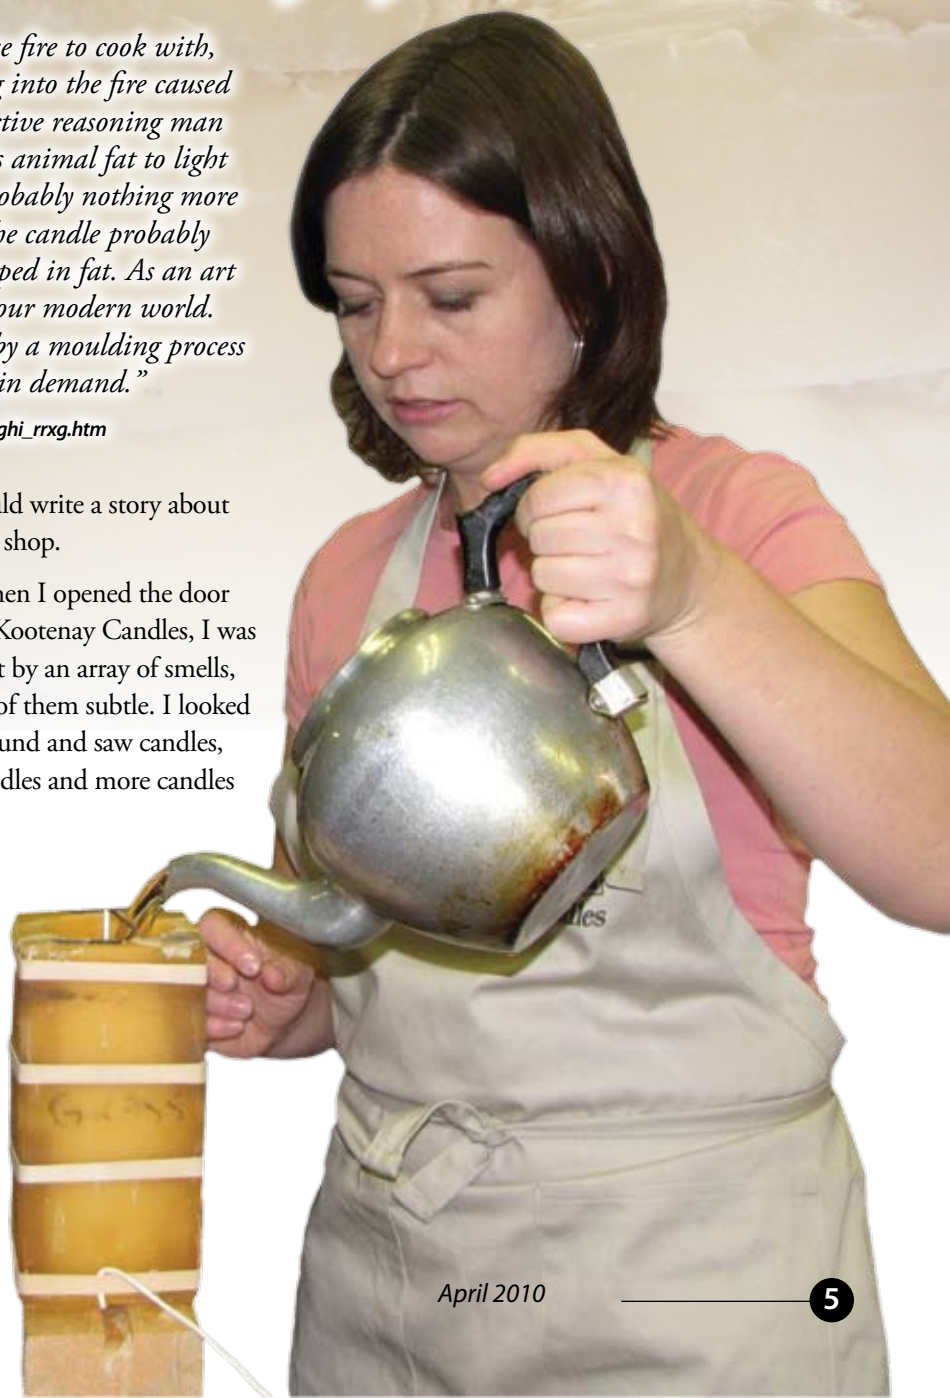 e fire to cook with,
g into the fire caused
ctive reasoning man
s animal fat to light
obably nothing more
he candle probably
ped in fat. As an art
our modern world.
by a moulding process
in demand.”
ghi_rrxg.htm
ld write a story about
shop.
hen I opened the door
Kootenay Candles, I was
t by an array of smells,
of them subtle. I looked
und and saw candles,
dles and more candles
dles
Grass
April 2010
5